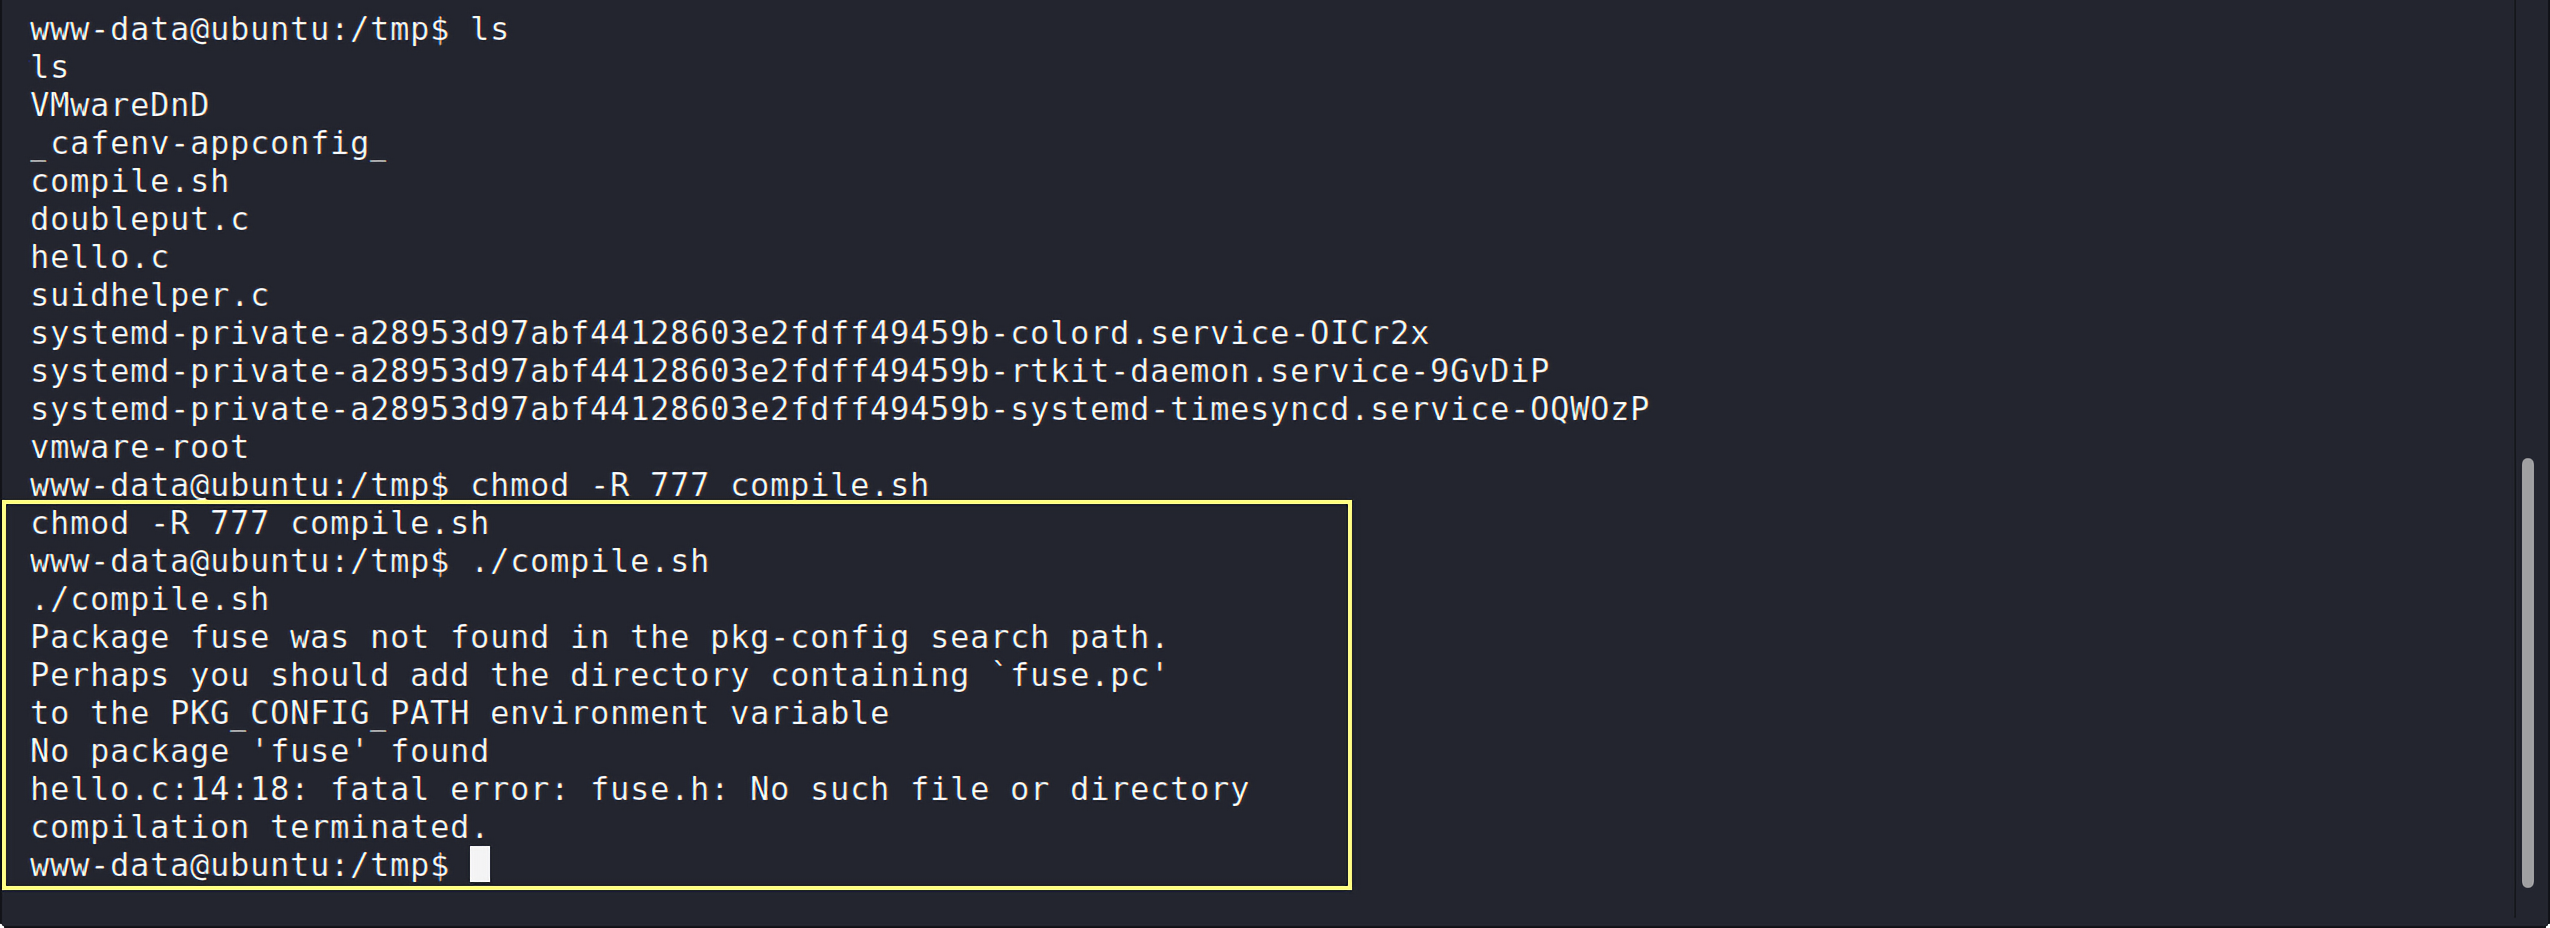 www-data@ubuntu:/tmp$ ls
ls
VMwareDnD
_cafenv-appconfig_
compile.sh
doubleput.c
hello.c
suidhelper.c
systemd-private-a28953d97abf44128603e2fdff49459b-colord.service-OICr2x
systemd-private-a28953d97abf44128603e2fdff49459b-rtkit-daemon.service-9GvDiP
systemd-private-a28953d97abf44128603e2fdff49459b-systemd-timesyncd.service-OQWOzP
vmware-root
www-data@ubuntu:/tmp$ chmod -R 777 compile.sh
chmod -R 777 compile.sh
www-data@ubuntu:/tmp$ ./compile.sh
./compile.sh
Package fuse was not found in the pkg-config search path.
Perhaps you should add the directory containing `fuse.pc'
to the PKG_CONFIG_PATH environment variable
No package 'fuse' found
hello.c:14:18: fatal error: fuse.h: No such file or directory
compilation terminated.
www-data@ubuntu:/tmp$